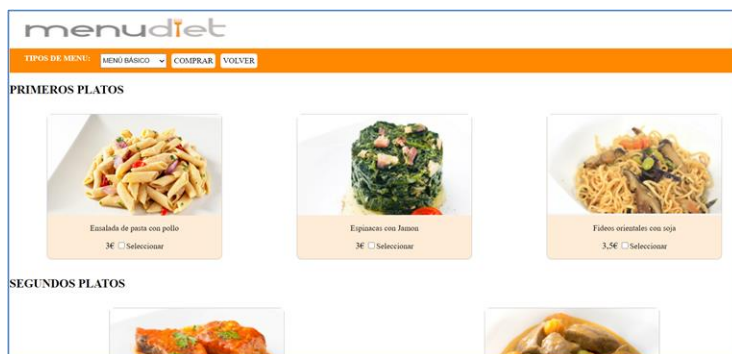 menudiet
TIPOS DE MENU: MENÚ BÁSICO COMPRAR VOLVER
PRIMEROS PLATOS
Ensalada de pasta con pollo
3€ Seleccionar
Espinacas con Jamon
3€ Seleccionar
Fideos orientales con soja
3,5€ Seleccionar
SEGUNDOS PLATOS